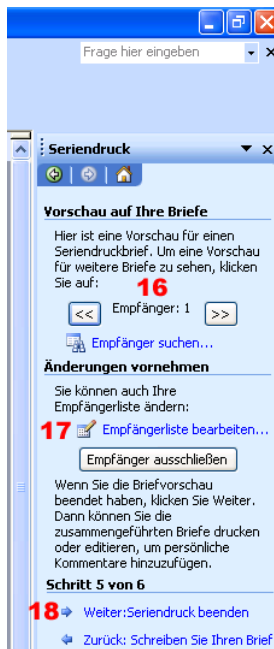 Frage hier eingeben
Seriendruck
Vorschau auf Ihre Briefe
Hier ist eine Vorschau für einen
Seriendruckbrief. Um eine Vorschau
für weitere Briefe zu sehen, klicken
Sie auf:
16
<< Empfänger: 1 >>
Empfänger suchen...
Änderungen vornehmen
Sie können auch Ihre
Empfängerliste ändern:
17 Empfängerliste bearbeiten...
Empfänger ausschließen
Wenn Sie die Briefvorschau
beendet haben, klicken Sie Weiter.
Dann können Sie die
zusammengeführten Briefe drucken
oder editieren, um persönliche
Kommentare hinzuzufügen.
Schritt 5 von 6
18 Weiter:Seriendruck beenden
Zurück: Schreiben Sie Ihren Brief